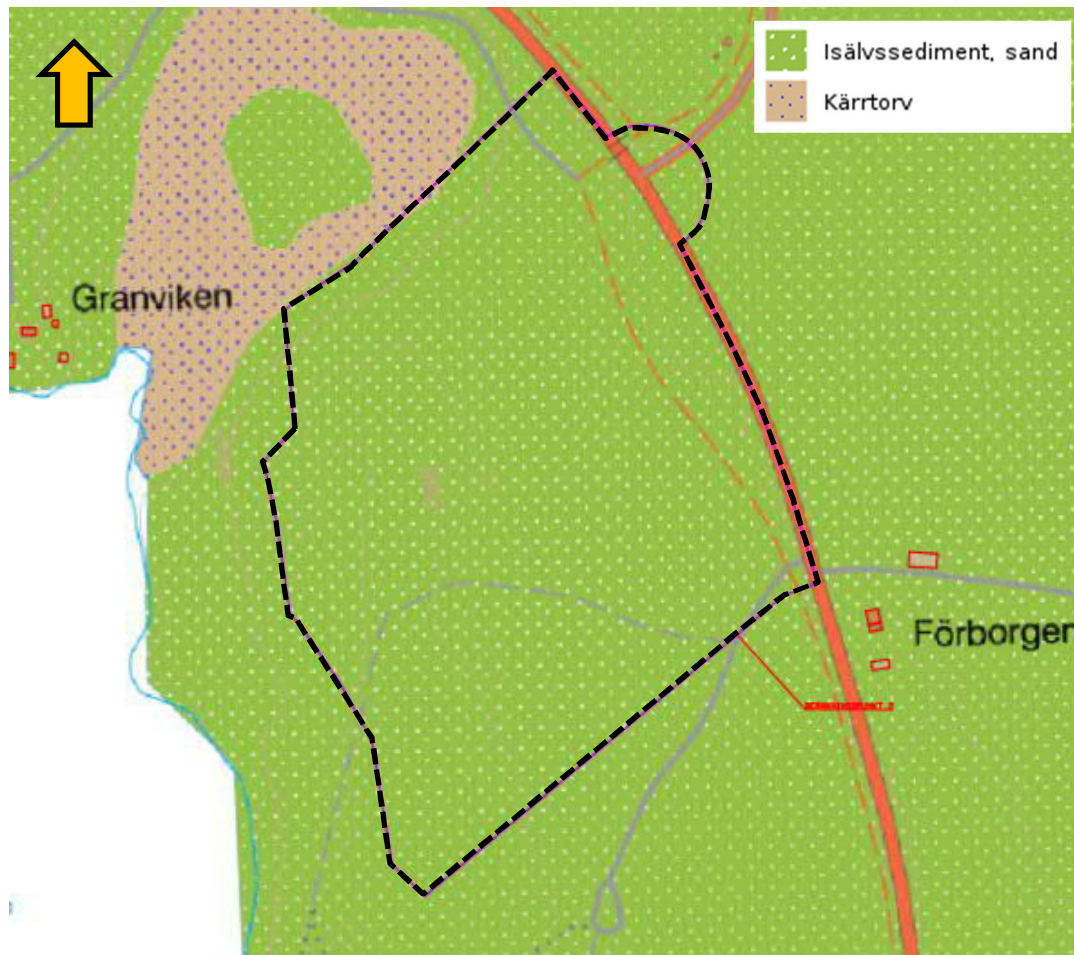 Isälvssediment, sand
Kärrtorv
Granviken
Förborgen